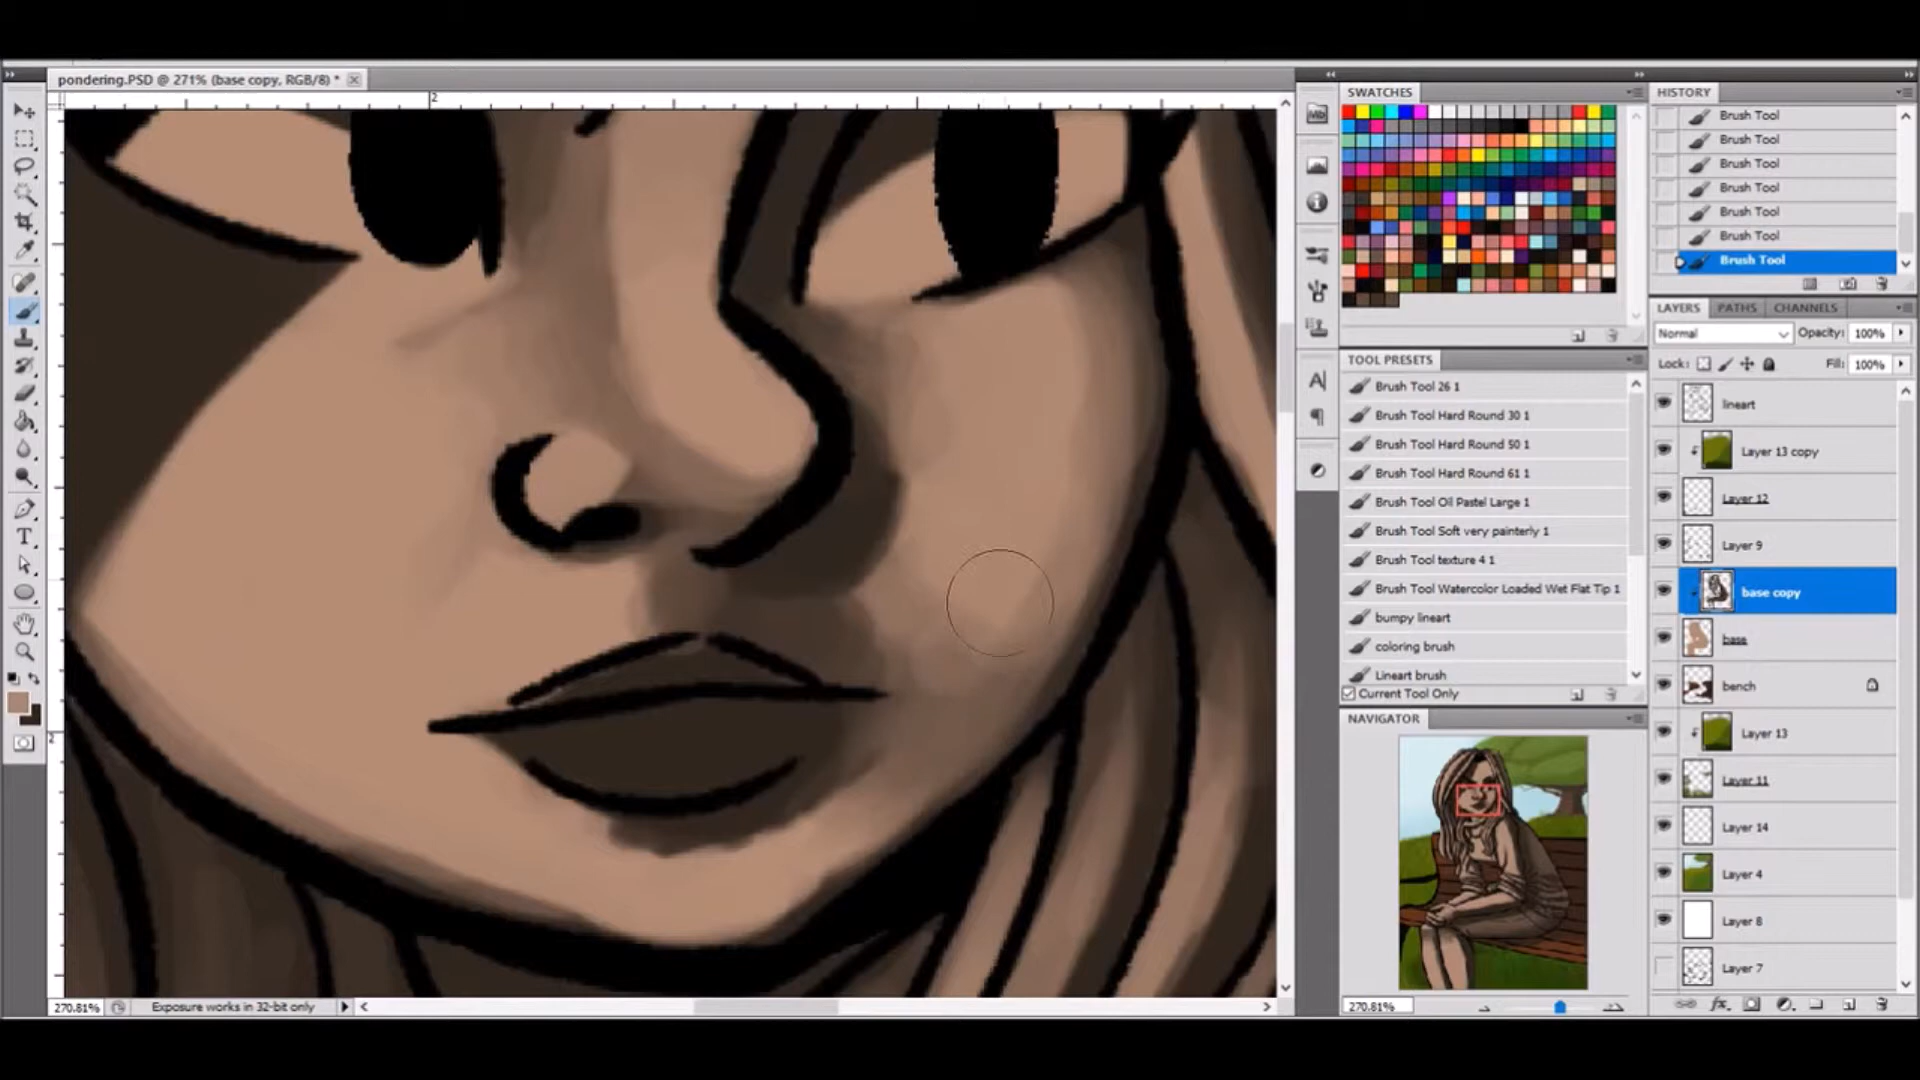 pondering.PSD @ 271% (base copy, RGB/8) *
2
2
270.81%
Exposure works in 32-bit only
Mb
A
SWATCHES
TOOL PRESETS
Brush Tool 26 1
Brush Tool Hard Round 30 1
Brush Tool Hard Round 50 1
Brush Tool Hard Round 61 1
Brush Tool Oil Pastel Large 1
Brush Tool Soft very painterly 1
Brush Tool texture 4 1
Brush Tool Watercolor Loaded Wet Flat Tip 1
bumpy lineart
coloring brush
Lineart brush
Current Tool Only
NAVIGATOR
270.81%
HISTORY
Brush Tool
Brush Tool
Brush Tool
Brush Tool
Brush Tool
Brush Tool
Brush Tool
LAYERS PATHS CHANNELS
Normal Opacity: 100%
Lock: Fill: 100%
lineart
Layer 13 copy
Layer 12
Layer 9
base copy
base
bench
Layer 13
Layer 11
Layer 14
Layer 4
Layer 8
Layer 7
fx